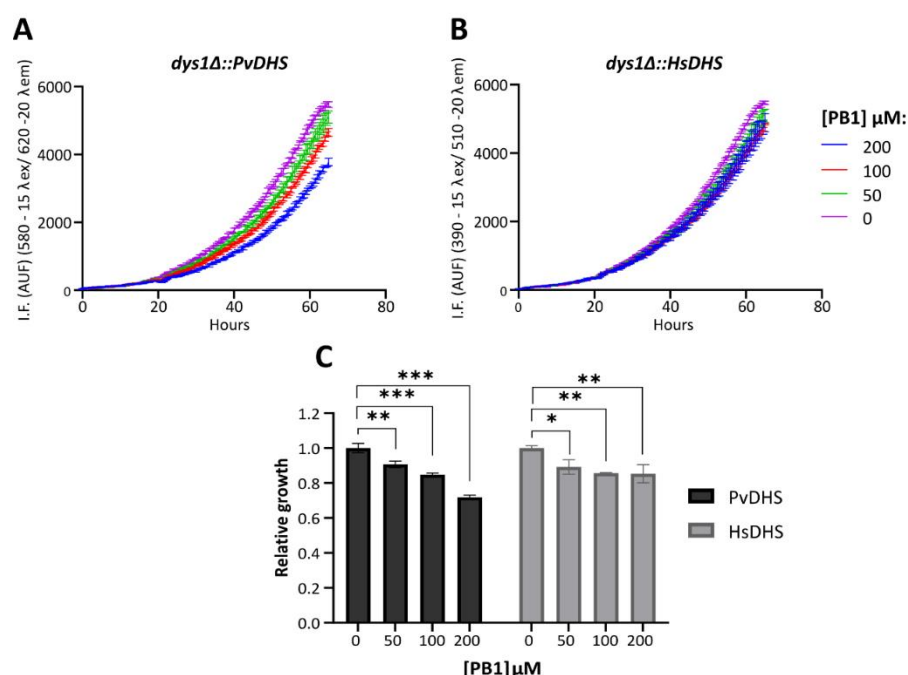 A
dys1Δ::PvDHS
I.F. (AUF) (580 - 15 λex/ 620 -20 λem)
6000
4000
2000
0
0 20 40 60 80
Hours
B
dys1Δ::HsDHS
I.F. (AUF) (390 - 15 λex/ 510 -20 λem)
6000
4000
2000
0
0 20 40 60 80
Hours
[PB1] µM:
200
100
50
0
C
Relative growth
1.2
1.0
0.8
0.6
0.4
0.2
0.0
***
***
**
**
**
*
0 50 100 200 0 50 100 200
[PB1] µM
PvDHS
HsDHS